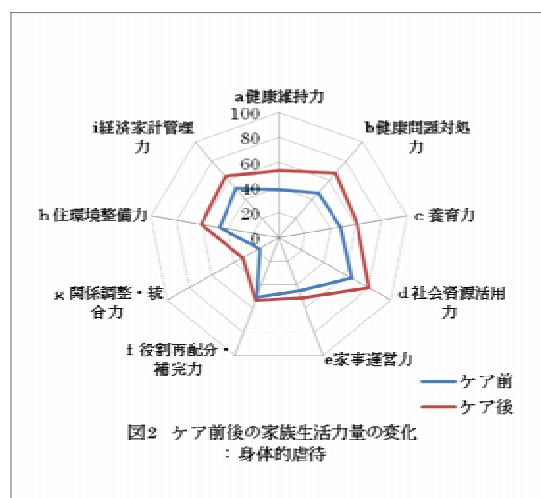 a健康維持力
100
80
60
40
20
0
b健康問題対処
力
c 養育力
d社会資源活用
力
e家事運営力
f 役割再配分・
補完力
g 関係調整・統
合力
h住環境整備力
i経済家計管理
力
ケア前
ケア後
図2 ケア前後の家族生活力量の変化
：身体的虐待